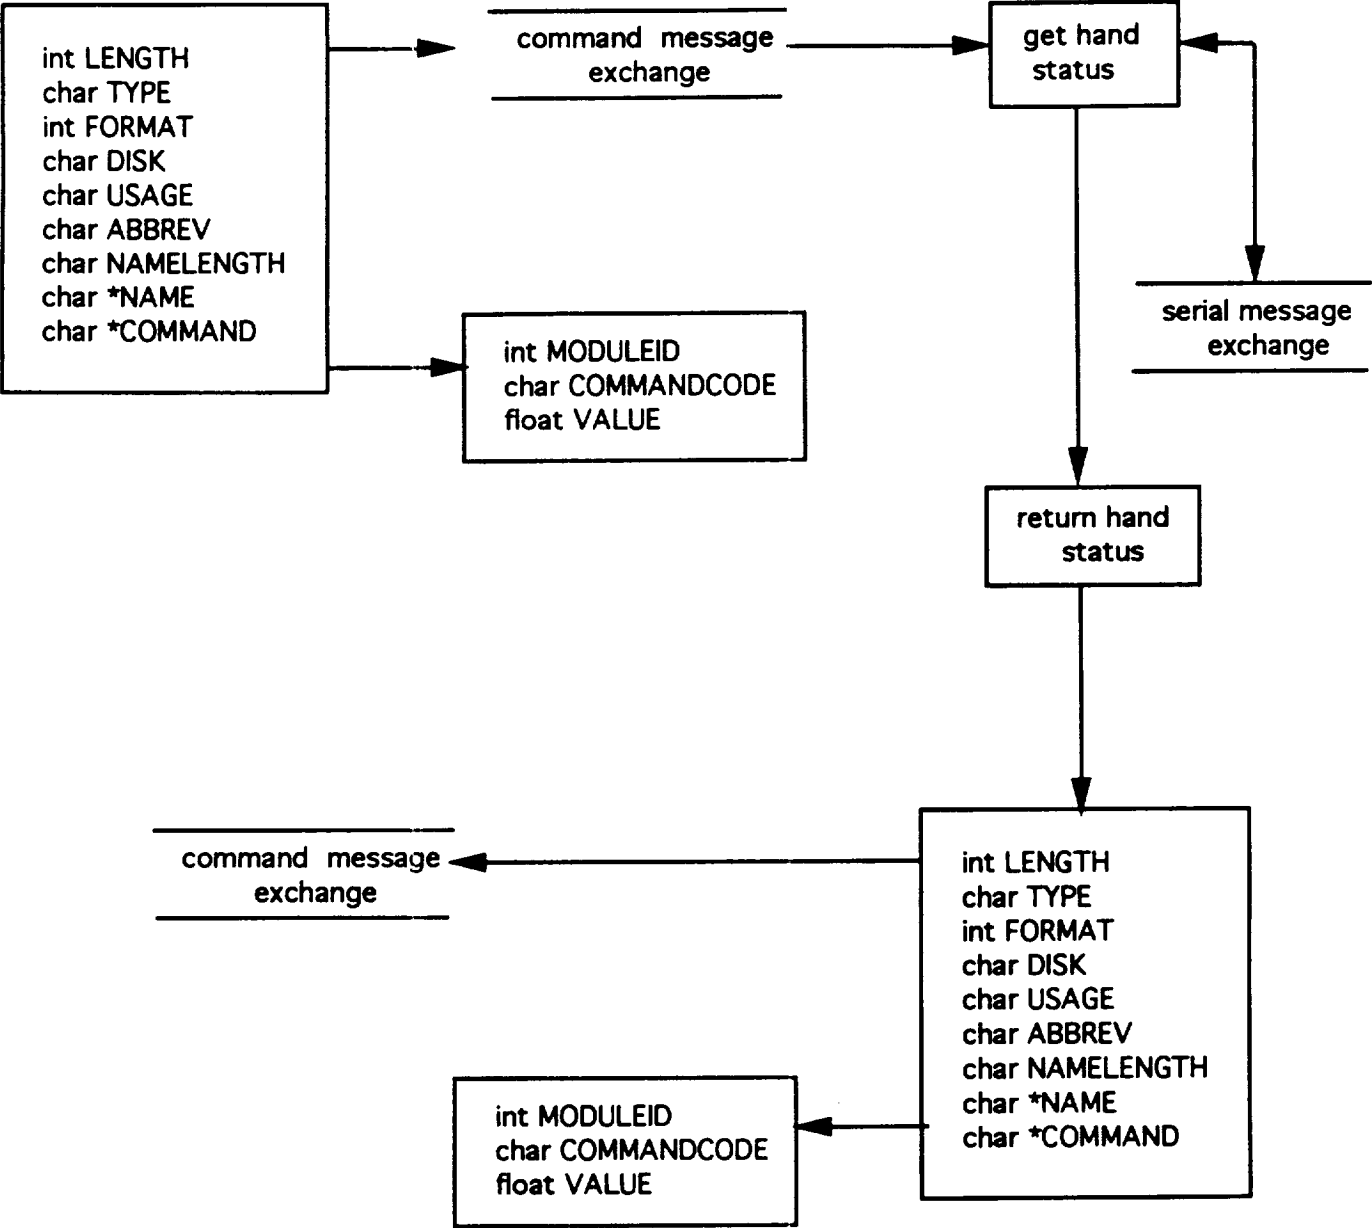 int LENGTH
char TYPE
int FORMAT
char DISK
char USAGE
char ABBREV
char NAMELENGTH
char *NAME
char *COMMAND
command message
exchange
get hand
status
serial message
exchange
int MODULEID
char COMMANDCODE
float VALUE
return hand
status
command message
exchange
int LENGTH
char TYPE
int FORMAT
char DISK
char USAGE
char ABBREV
char NAMELENGTH
char *NAME
char *COMMAND
int MODULEID
char COMMANDCODE
float VALUE